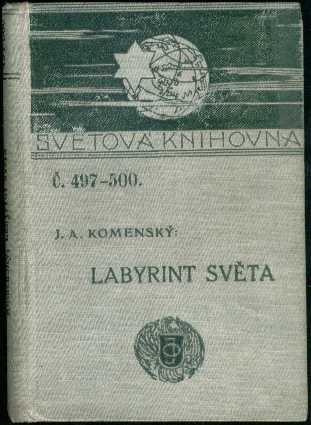 SVĚTOVÁ KNIHOVNA
Č. 497-500.
J. A. KOMENSKÝ:
LABYRINT SVĚTA